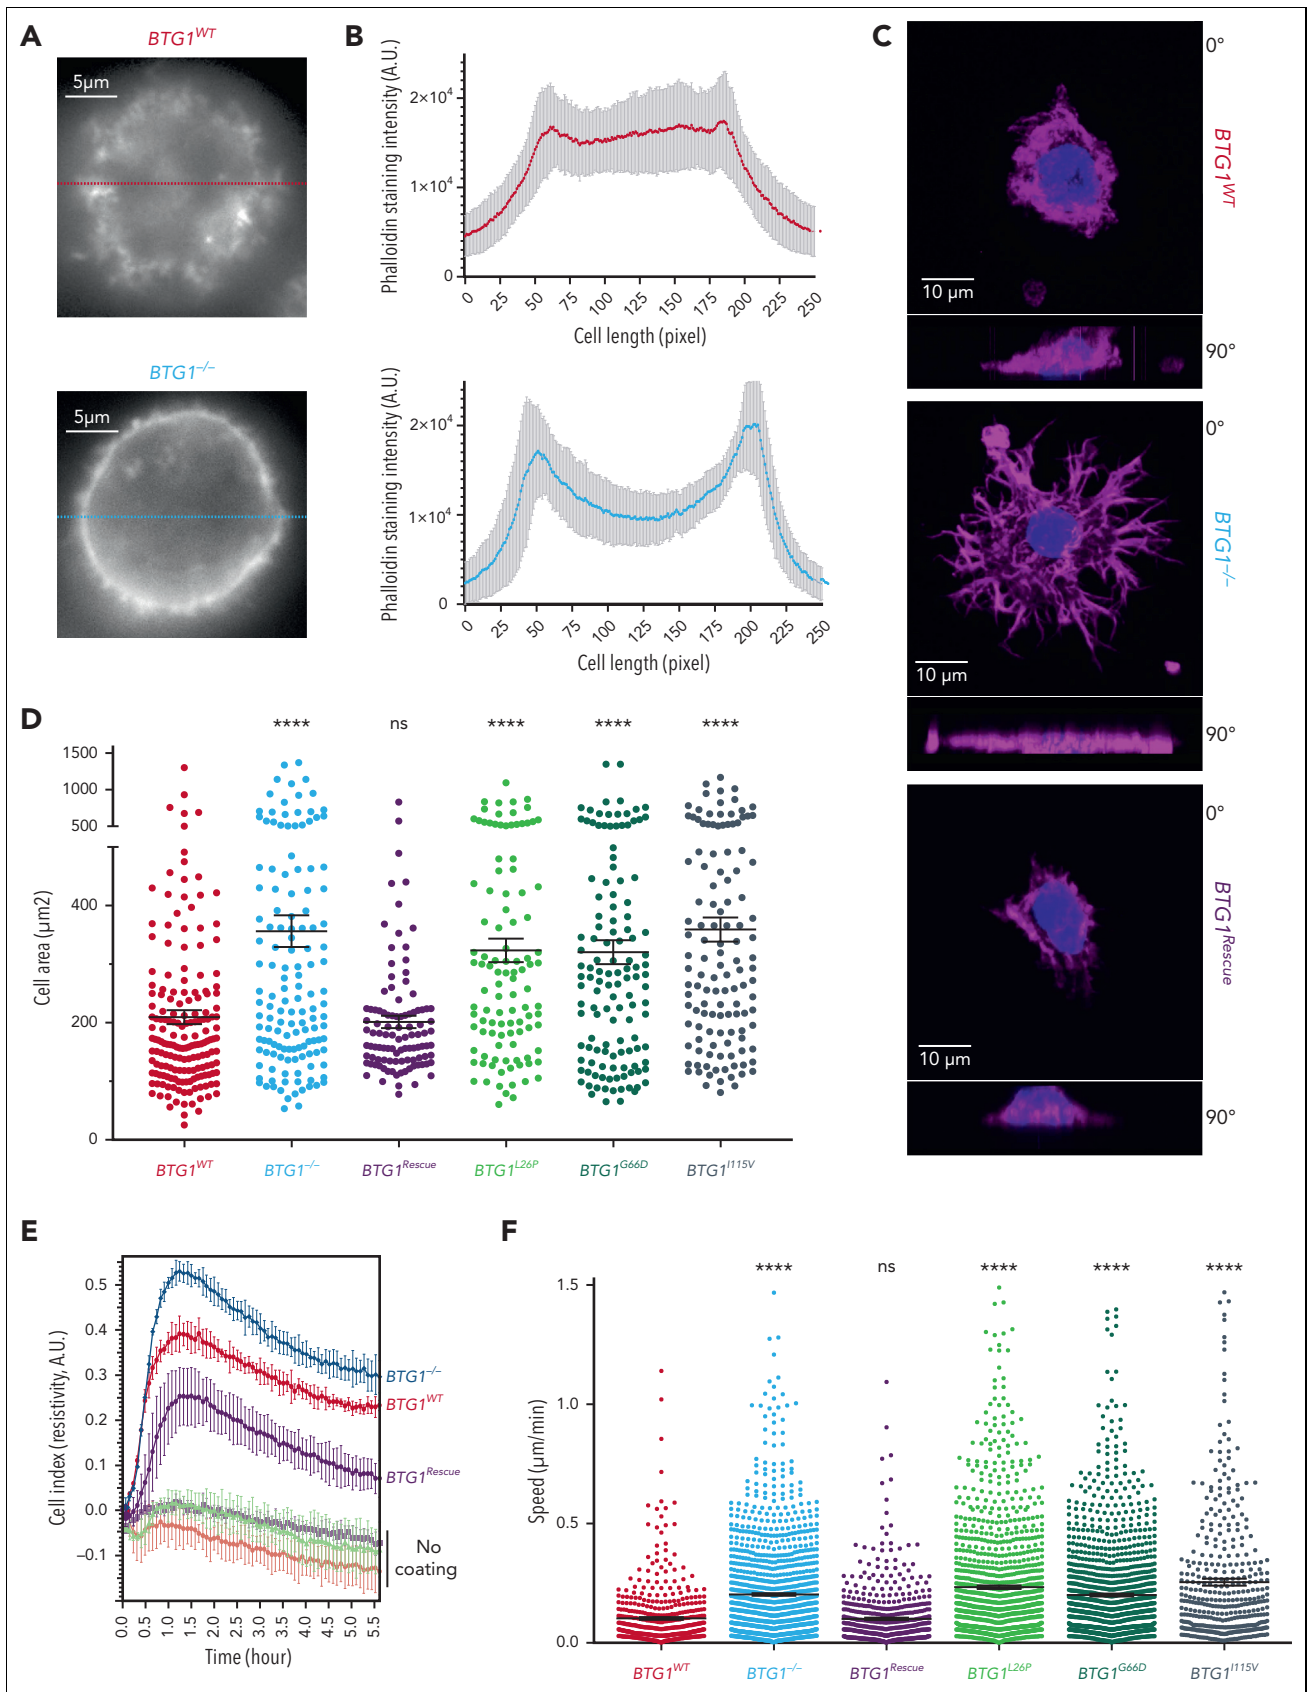 A
BTG1WT
5µm
BTG1–/–
5µm
B
Phalloidin staining intensity (A.U.)
2×10⁴
1×10⁴
0
0 25 50 75 100 125 150 175 200 225 250
Cell length (pixel)
Phalloidin staining intensity (A.U.)
2×10⁴
1×10⁴
0
0 25 50 75 100 125 150 175 200 225 250
Cell length (pixel)
C
0°
BTG1WT
10 µm
90°
0°
BTG1–/–
10 µm
90°
0°
BTG1Rescue
10 µm
90°
D
**** ns **** **** ****
Cell area (µm2)
1500
1000
500
400
200
0
BTG1WT BTG1–/– BTG1Rescue BTG1L26P BTG1G66D BTG1I115V
E
Cell index (resistivity, A.U.)
0.5
0.4
0.3
0.2
0.1
0.0
–0.1
BTG1–/–
BTG1WT
BTG1Rescue
No
coating
0.0 0.5 1.0 1.5 2.0 2.5 3.0 3.5 4.0 4.5 5.0 5.5
Time (hour)
F
**** ns **** **** ****
Speed (µm/min)
1.5
1.0
0.5
0.0
BTG1WT BTG1–/– BTG1Rescue BTG1L26P BTG1G66D BTG1I115V